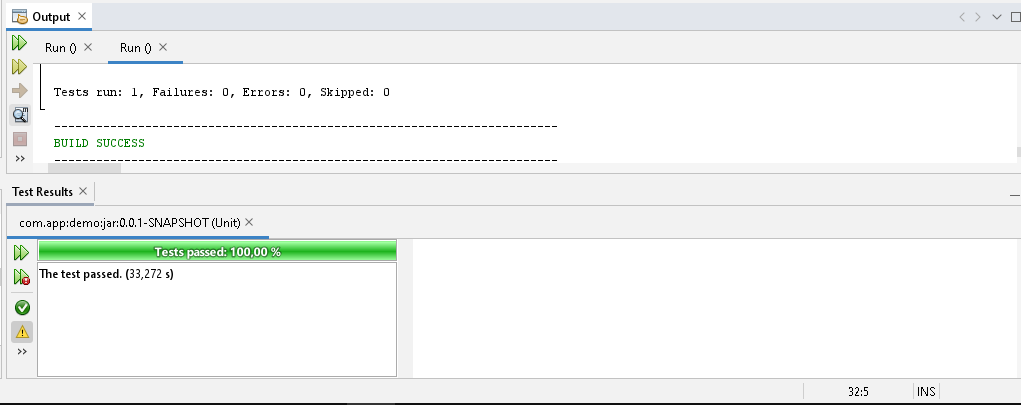 Output
Run () Run ()
Tests run: 1, Failures: 0, Errors: 0, Skipped: 0
------------------------------------------------------------------------
BUILD SUCCESS
------------------------------------------------------------------------
Test Results
com.app:demo:jar:0.0.1-SNAPSHOT (Unit)
Tests passed: 100,00 %
The test passed. (33,272 s)
32:5 INS